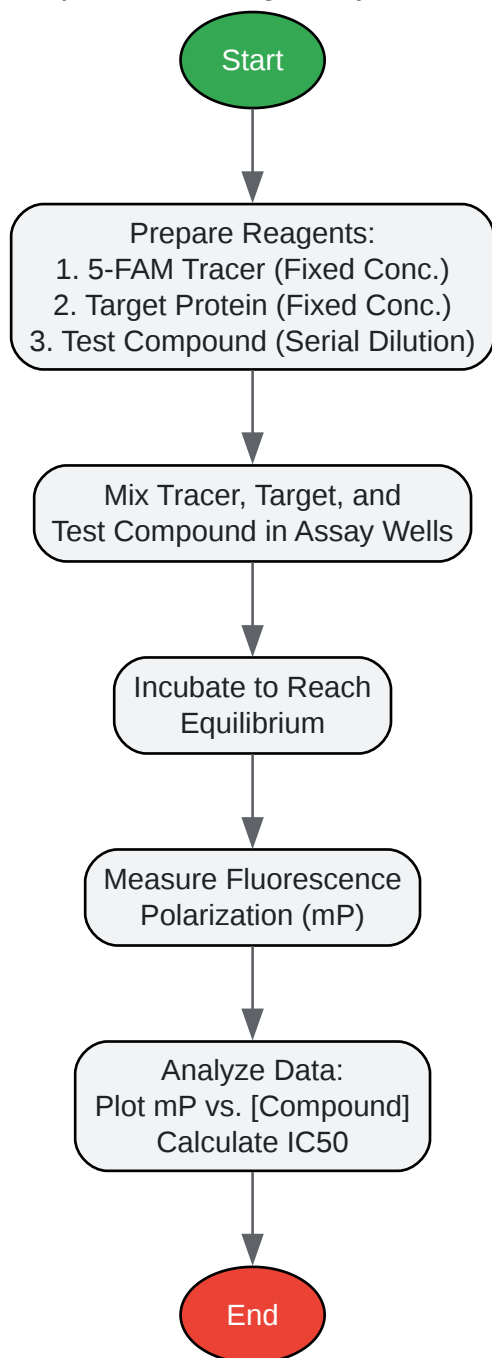 Start
Prepare Reagents:
1. 5-FAM Tracer (Fixed Conc.)
2. Target Protein (Fixed Conc.)
3. Test Compound (Serial Dilution)
Mix Tracer, Target, and
Test Compound in Assay Wells
Incubate to Reach
Equilibrium
Measure Fluorescence
Polarization (mP)
Analyze Data:
Plot mP vs. [Compound]
Calculate IC50
End